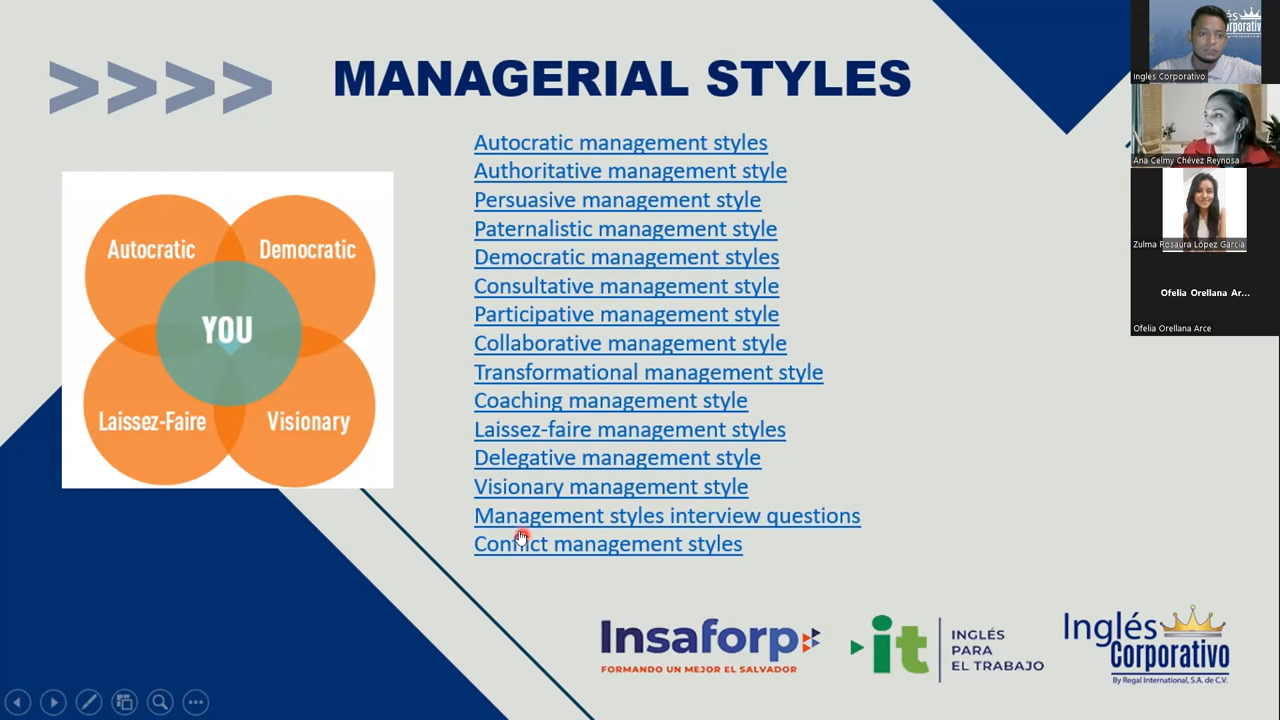 MANAGERIAL STYLES
Autocratic management styles
Authoritative management style
Persuasive management style
Paternalistic management style
Democratic management styles
Consultative management style
Participative management style
Collaborative management style
Transformational management style
Coaching management style
Laissez-faire management styles
Delegative management style
Visionary management style
Management styles interview questions
Conflict management styles
Autocratic
Democratic
YOU
Laissez-Faire
Visionary
Insaforp
FORMANDO UN MEJOR EL SALVADOR
it
INGLÉS
PARA
EL TRABAJO
Inglés
Corporativo
By Regal International, S.A. de C.V.
Ingles Corporativo
Ana Celmy Chévez Reynosa
Zulma Rosaura López García
Ofelia Orellana Ar...
Ofelia Orellana Arce